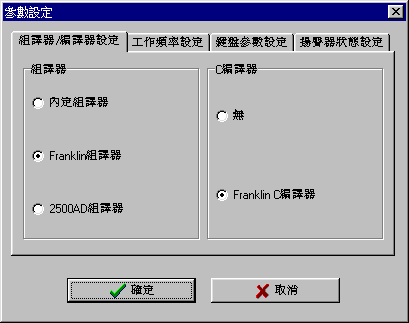 參數設定
組譯器/編譯器設定 工作頻率設定 鍵盤參數設定 揚聲器狀態設定
組譯器 C編譯器
內定組譯器
無
Franklin組譯器
Franklin C編譯器
2500AD組譯器
確定 取消